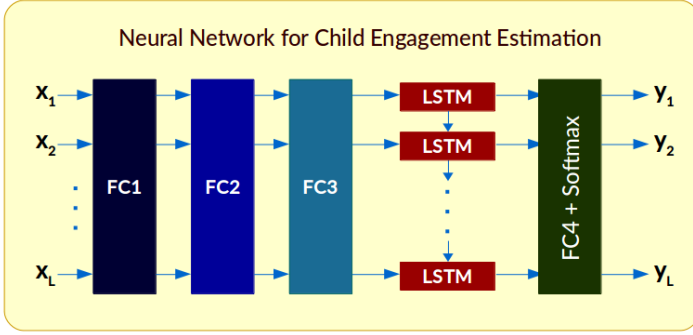 Neural Network for Child Engagement Estimation
x1
x2
xL
FC1
FC2
FC3
LSTM
LSTM
LSTM
FC4 + Softmax
y1
y2
yL